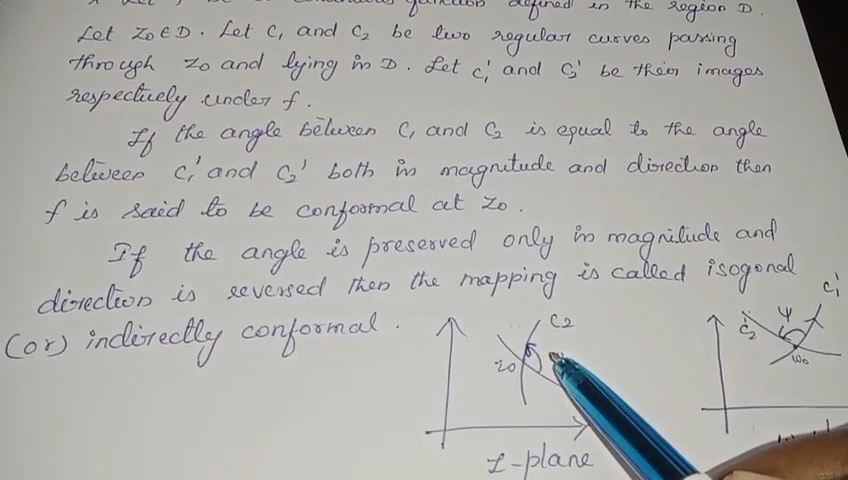 Let
function defined in the region D.
Let Z0 ∈ D. Let C1 and C2 be two regular curves passing
through Z0 and lying in D. Let C1' and C2' be their images
respectively under f.
If the angle between C1 and C2 is equal to the angle
between C1' and C2' both in magnitude and direction then
f is said to be conformal at Z0.
If the angle is preserved only in magnitude and
direction is reversed then the mapping is called isogonal
(or) indirectly conformal.
C2
Z0
Z-plane
C1'
C2'
ψ
W0